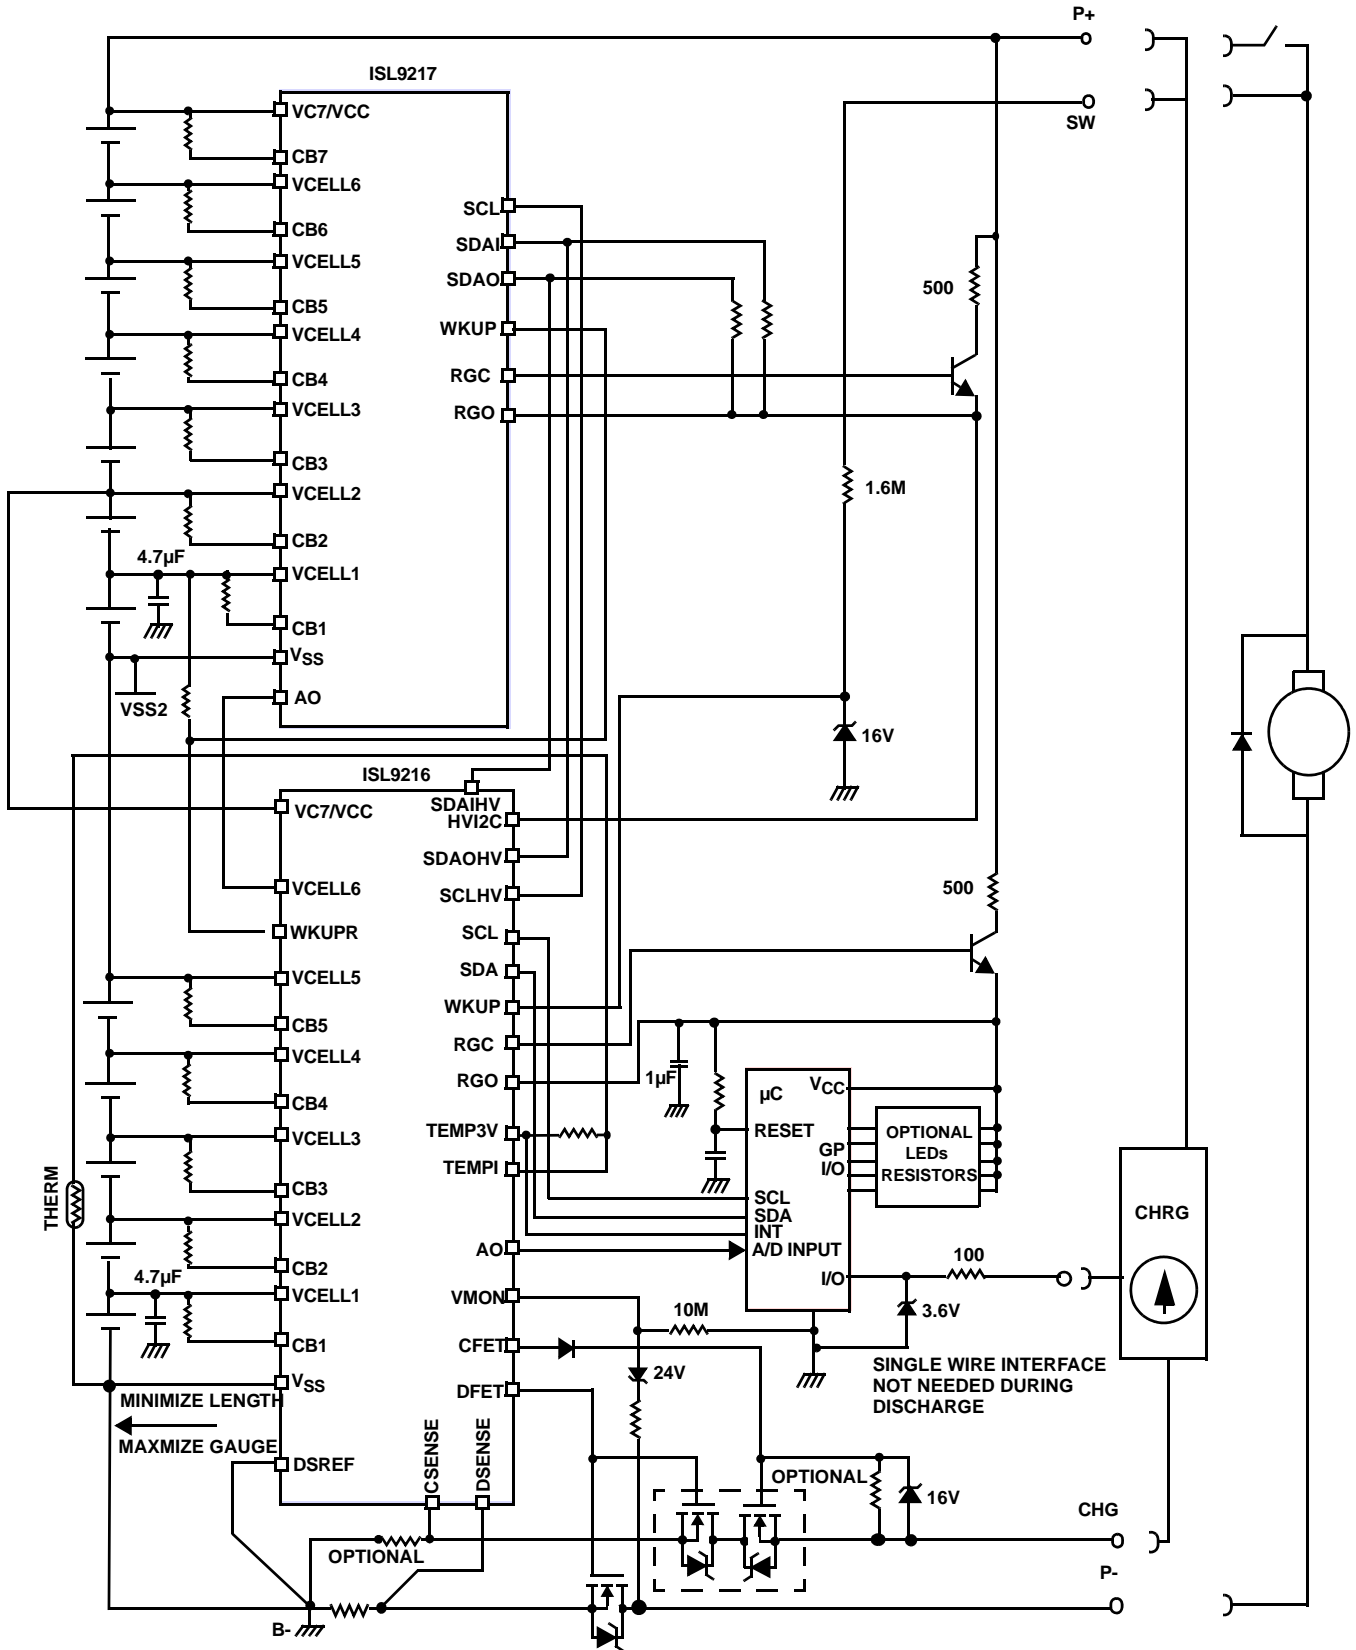 P+
ISL9217
VC7/VCC
SW
CB7
VCELL6
SCL
CB6
SDAI
VCELL5
SDAO
500
CB5
VCELL4
WKUP
RGC
CB4
VCELL3
RGO
CB3
VCELL2
1.6M
CB2
4.7µF
VCELL1
CB1
VSS
AO
VSS2
16V
ISL9216
SDAIHV
VC7/VCC
HVI2C
SDAOHV
VCELL6
SCLHV
500
WKUPR
SCL
VCELL5
SDA
WKUP
CB5
RGC
VCELL4
RGO
1µF
µC
VCC
CB4
TEMP3V
RESET
OPTIONAL
VCELL3
GP
LEDs
TEMPI
I/O
RESISTORS
THERM
CB3
SCL
VCELL2
SDA
CHRG
INT
AO
A/D INPUT
CB2
4.7µF
100
VCELL1
I/O
VMON
10M
3.6V
CB1
CFET
SINGLE WIRE INTERFACE
NOT NEEDED DURING
DISCHARGE
24V
VSS
DFET
MINIMIZE LENGTH
MAXMIZE GAUGE
CSENSE
DSENSE
DSREF
OPTIONAL
16V
CHG
OPTIONAL
P-
B-